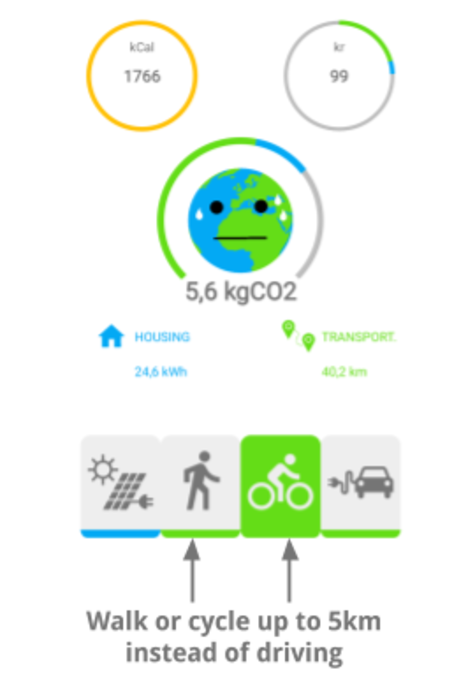 kCal
kr
1766
99
5,6 kgCO2
HOUSING
TRANSPORT.
24,6 kWh
40,2 km
Walk or cycle up to 5km
instead of driving